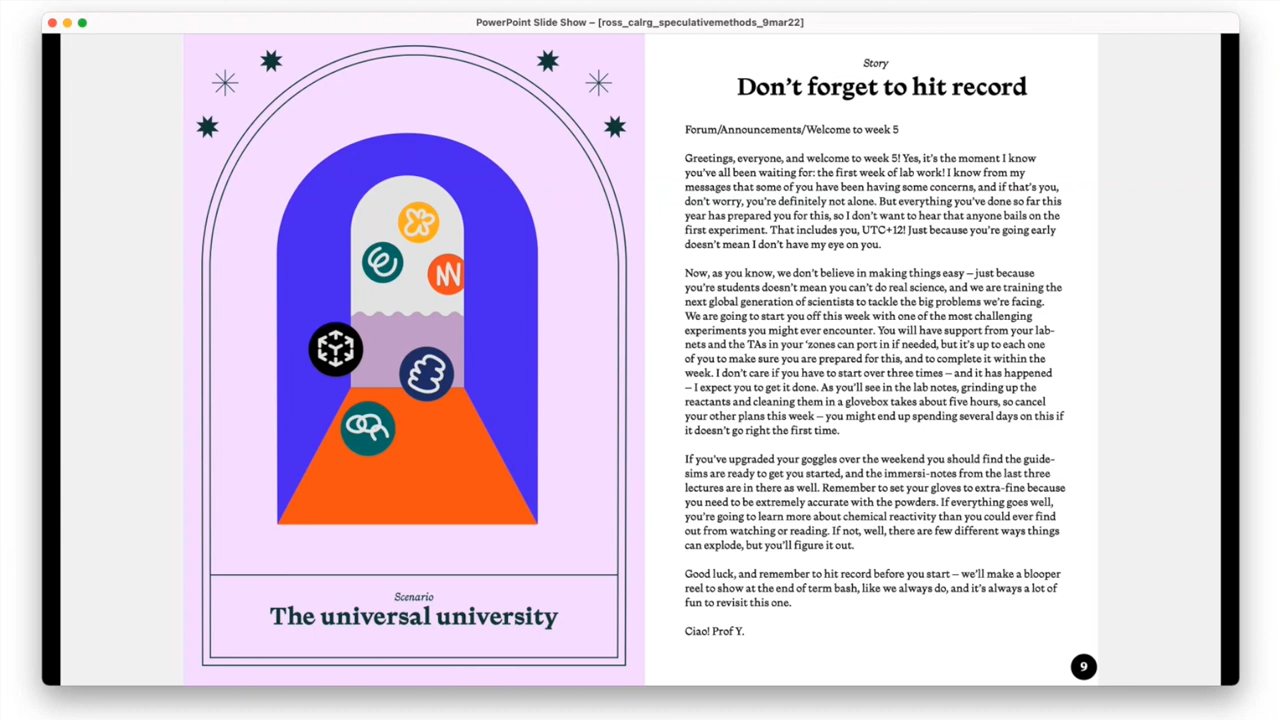 PowerPoint Slide Show – [ross_calrg_speculativemethods_9mar22]
Scenario
The universal university
Story
Don't forget to hit record
Forum/Announcements/Welcome to week 5
Greetings, everyone, and welcome to week 5! Yes, it's the moment I know
you've all been waiting for: the first week of lab work! I know from my
messages that some of you have been having some concerns, and if that's you,
don't worry, you're definitely not alone. But everything you've done so far this
year has prepared you for this, so I don't want to hear that anyone bails on the
first experiment. That includes you, UTC+12! Just because you're going early
doesn't mean I don't have my eye on you.
Now, as you know, we don't believe in making things easy – just because
you're students doesn't mean you can't do real science, and we are training the
next global generation of scientists to tackle the big problems we're facing.
We are going to start you off this week with one of the most challenging
experiments you might ever encounter. You will have support from your lab-
nets and the TAs in your 'zones can port in if needed, but it's up to each one
of you to make sure you are prepared for this, and to complete it within the
week. I don't care if you have to start over three times – and it has happened
– I expect you to get it done. As you'll see in the lab notes, grinding up the
reactants and cleaning them in a glovebox takes about five hours, so cancel
your other plans this week – you might end up spending several days on this if
it doesn't go right the first time.
If you've upgraded your goggles over the weekend you should find the guide-
sims are ready to get you started, and the immersi-notes from the last three
lectures are in there as well. Remember to set your gloves to extra-fine because
you need to be extremely accurate with the powders. If everything goes well,
you're going to learn more about chemical reactivity than you could ever find
out from watching or reading. If not, well, there are few different ways things
can explode, but you'll figure it out.
Good luck, and remember to hit record before you start – we'll make a blooper
reel to show at the end of term bash, like we always do, and it's always a lot of
fun to revisit this one.
Ciao! Prof Y.
9